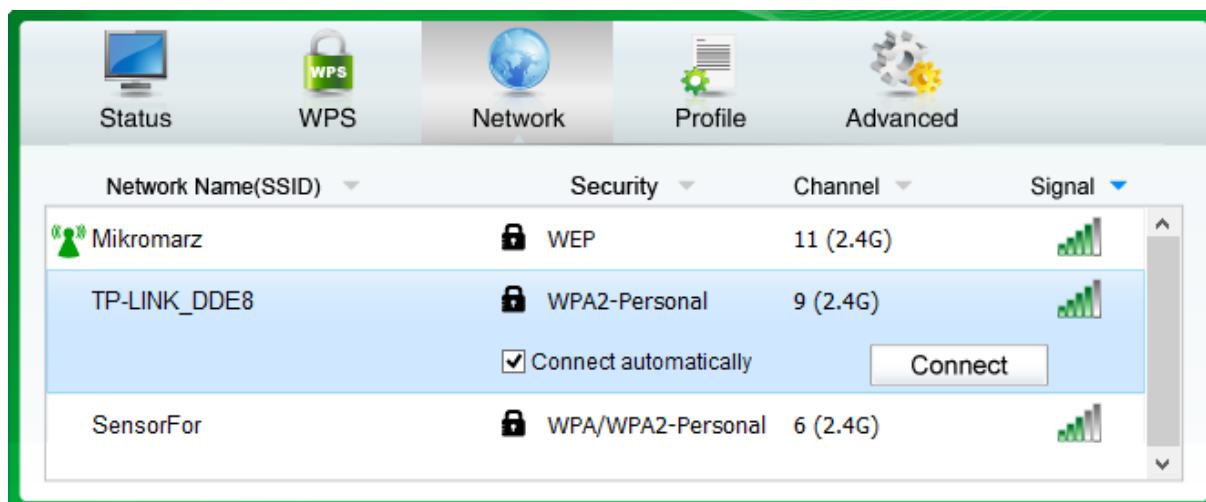 WPS
Status WPS Network Profile Advanced
Network Name(SSID) Security Channel Signal
Mikromarz WEP 11 (2.4G)
TP-LINK_DDE8 WPA2-Personal 9 (2.4G)
Connect automatically Connect
SensorFor WPA/WPA2-Personal 6 (2.4G)